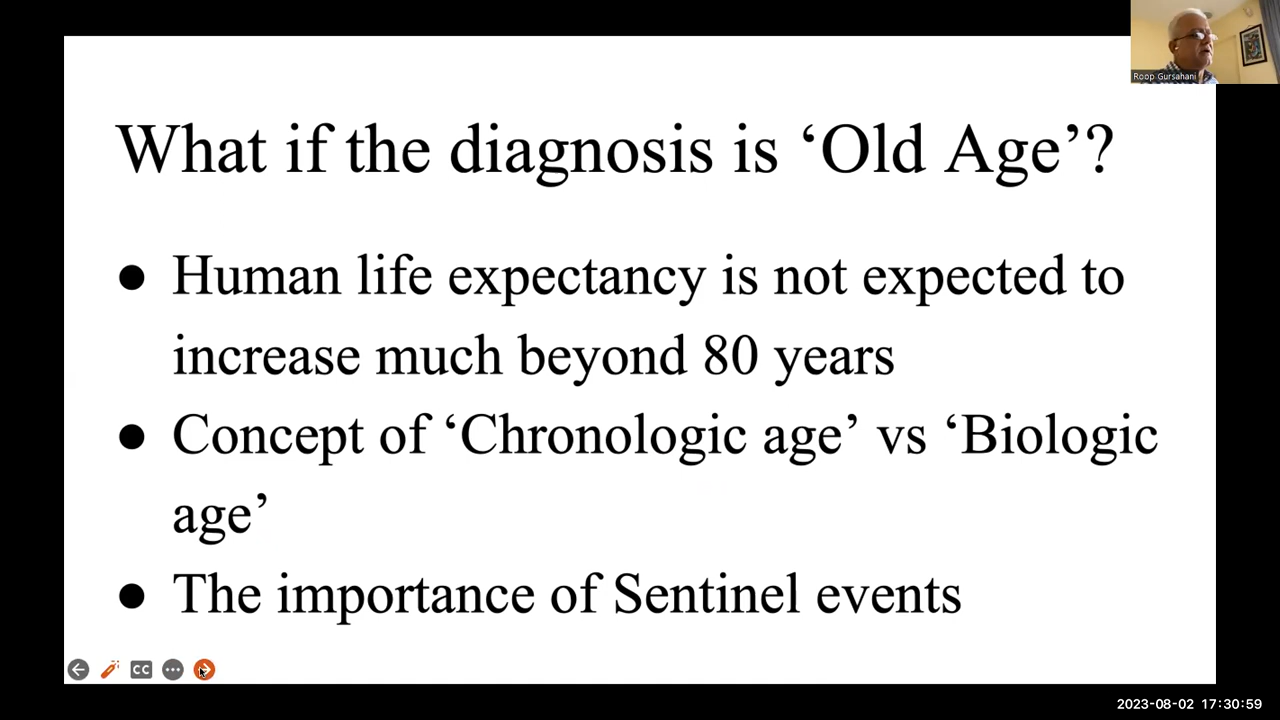 Roop Gursahani
What if the diagnosis is ‘Old Age’?
● Human life expectancy is not expected to
increase much beyond 80 years
● Concept of ‘Chronologic age’ vs ‘Biologic
age’
● The importance of Sentinel events
CC
2023-08-02 17:30:59